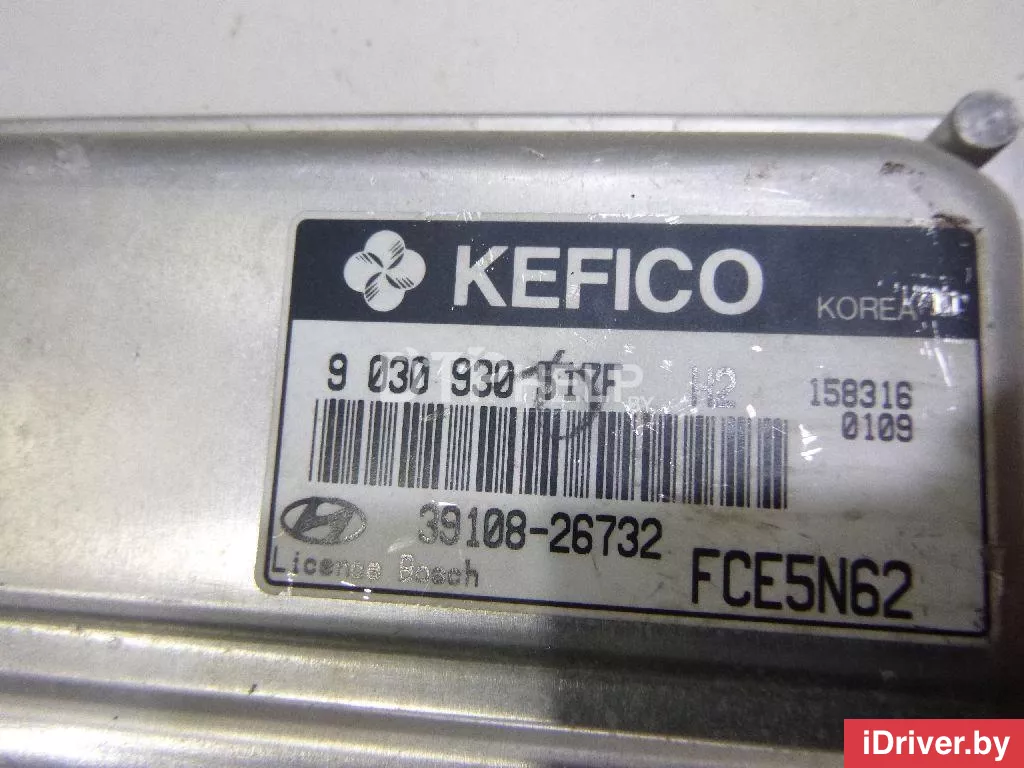 KEFICO
KOREA
9 030 930
H2
158316
0109
39108-26732
Licence Bosch
FCE5N62
iDriver.by